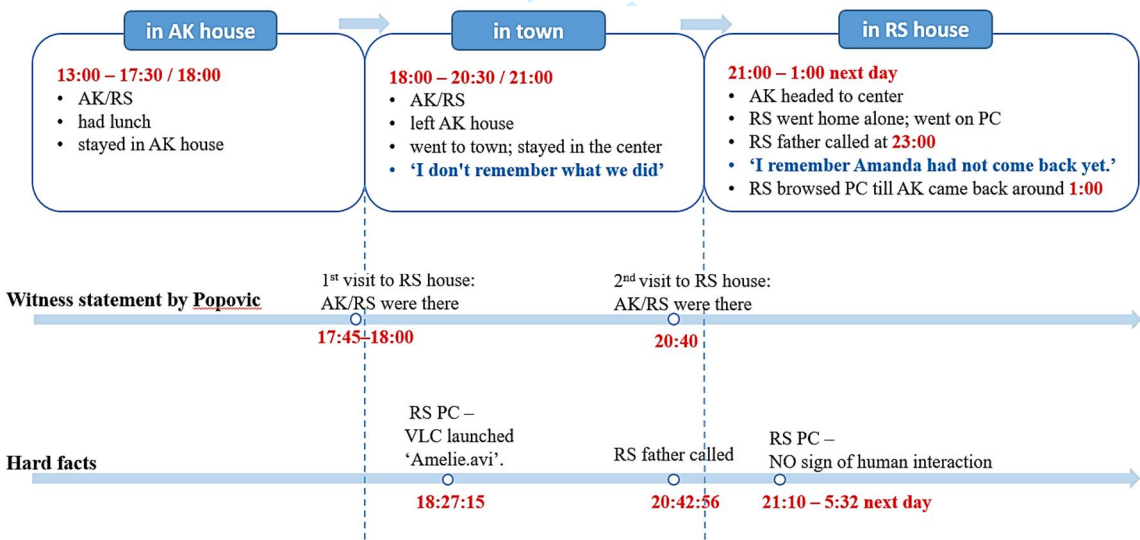 in AK house
in town
in RS house
13:00 – 17:30 / 18:00
• AK/RS
• had lunch
• stayed in AK house
18:00 – 20:30 / 21:00
• AK/RS
• left AK house
• went to town; stayed in the center
• ‘I don't remember what we did’
21:00 – 1:00 next day
• AK headed to center
• RS went home alone; went on PC
• RS father called at 23:00
• ‘I remember Amanda had not come back yet.’
• RS browsed PC till AK came back around 1:00
Witness statement by Popovic
1st visit to RS house:
AK/RS were there
17:45–18:00
2nd visit to RS house:
AK/RS were there
20:40
Hard facts
RS PC –
VLC launched
‘Amelie.avi’.
18:27:15
RS father called
20:42:56
RS PC –
NO sign of human interaction
21:10 – 5:32 next day